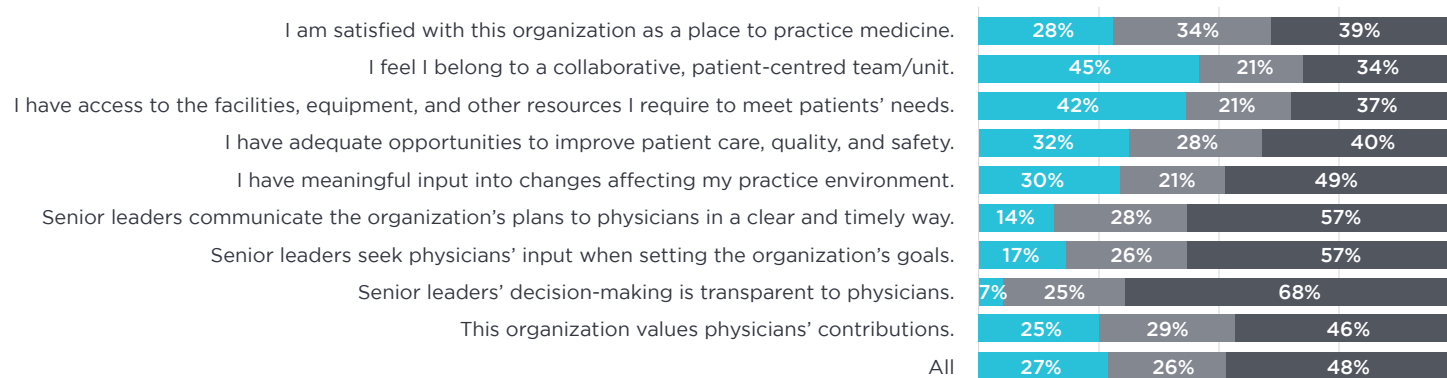 I am satisfied with this organization as a place to practice medicine. 28% 34% 39%
I feel I belong to a collaborative, patient-centred team/unit. 45% 21% 34%
I have access to the facilities, equipment, and other resources I require to meet patients’ needs. 42% 21% 37%
I have adequate opportunities to improve patient care, quality, and safety. 32% 28% 40%
I have meaningful input into changes affecting my practice environment. 30% 21% 49%
Senior leaders communicate the organization’s plans to physicians in a clear and timely way. 14% 28% 57%
Senior leaders seek physicians’ input when setting the organization’s goals. 17% 26% 57%
Senior leaders’ decision-making is transparent to physicians. 7% 25% 68%
This organization values physicians’ contributions. 25% 29% 46%
All 27% 26% 48%